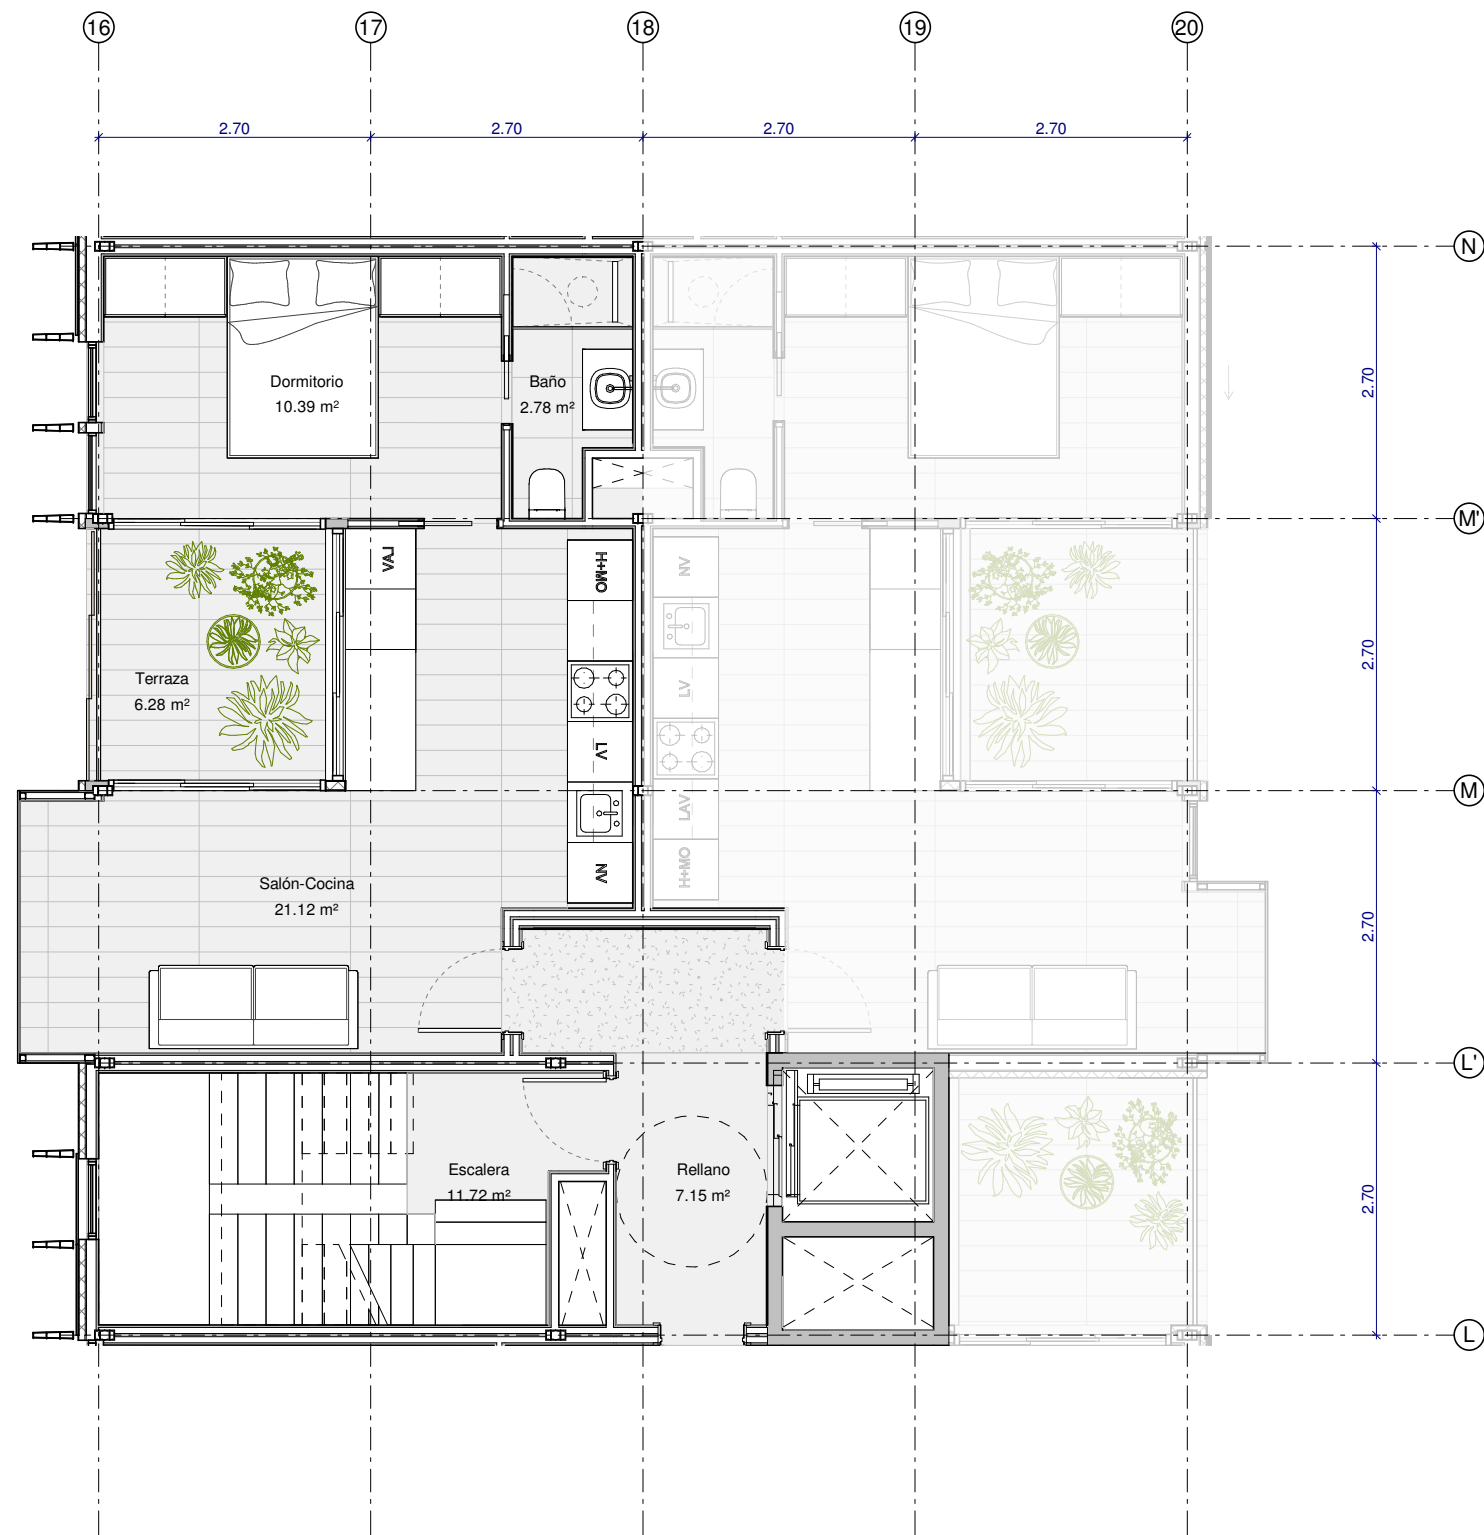 16 17 18 19 20
2.70 2.70 2.70 2.70
N
Dormitorio
10.39 m²
Baño
2.78 m²
2.70
M'
LAVA
H+MO
NV
Terraza
6.28 m²
LV
LV
2.70
M
LAV
NV
H+MO
Salón-Cocina
21.12 m²
2.70
L'
Escalera
11.72 m²
Rellano
7.15 m²
2.70
L